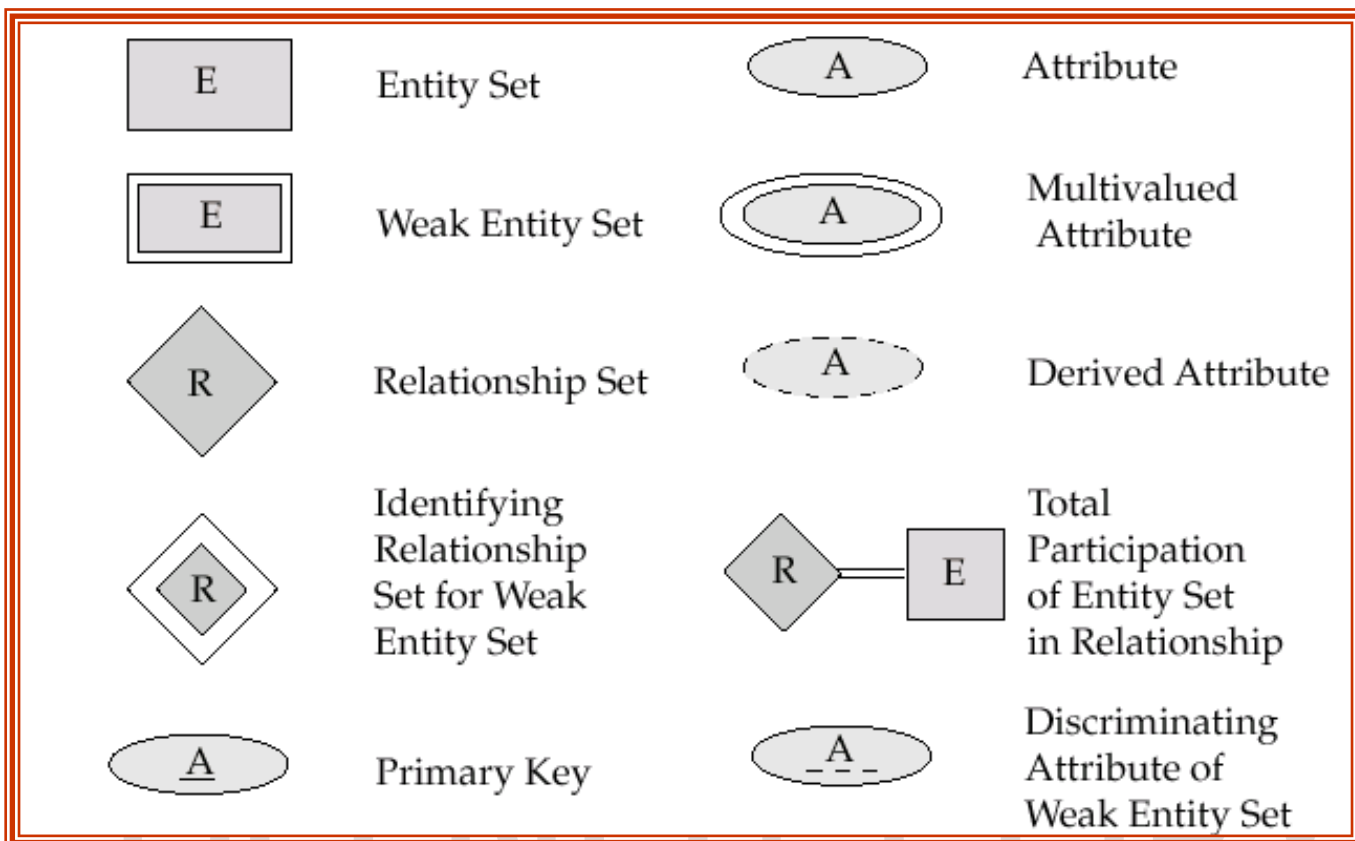 E
Entity Set
A
Attribute
E
Weak Entity Set
A
Multivalued
Attribute
R
Relationship Set
A
Derived Attribute
R
Identifying
Relationship
Set for Weak
Entity Set
R
E
Total
Participation
of Entity Set
in Relationship
A
Primary Key
A
Discriminating
Attribute of
Weak Entity Set